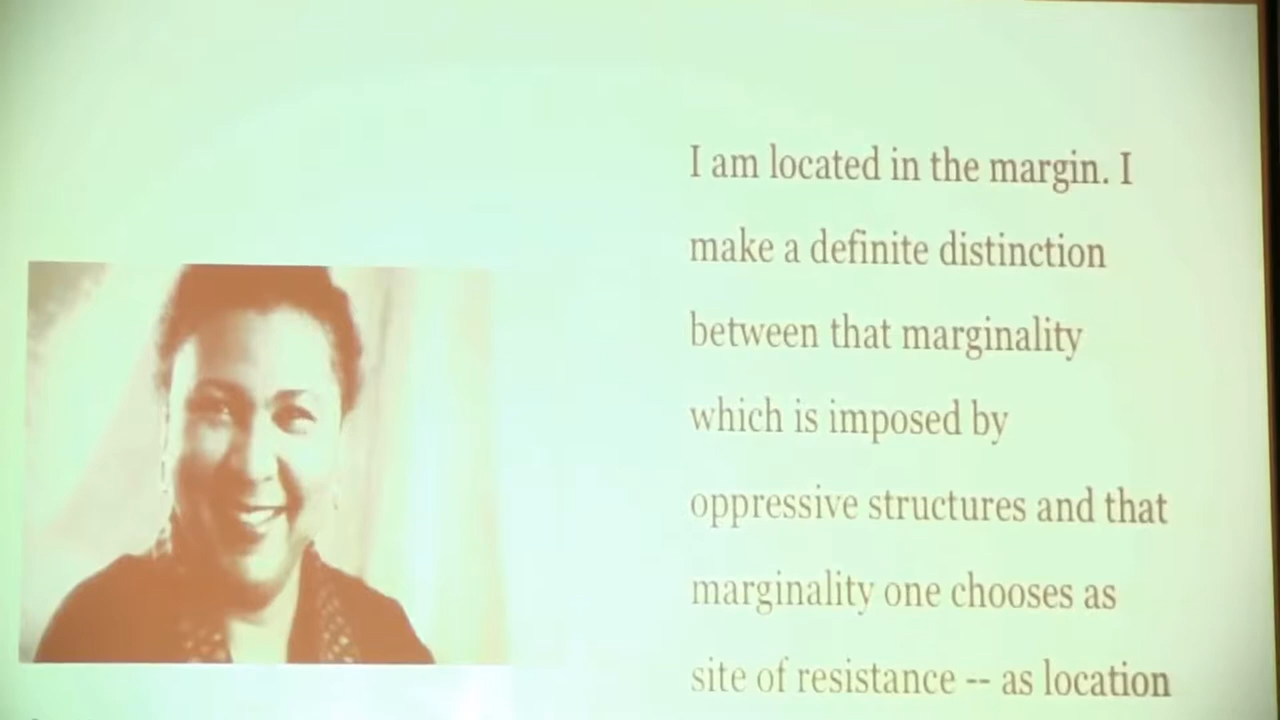 I am located in the margin. I
make a definite distinction
between that marginality
which is imposed by
oppressive structures and that
marginality one chooses as
site of resistance -- as location